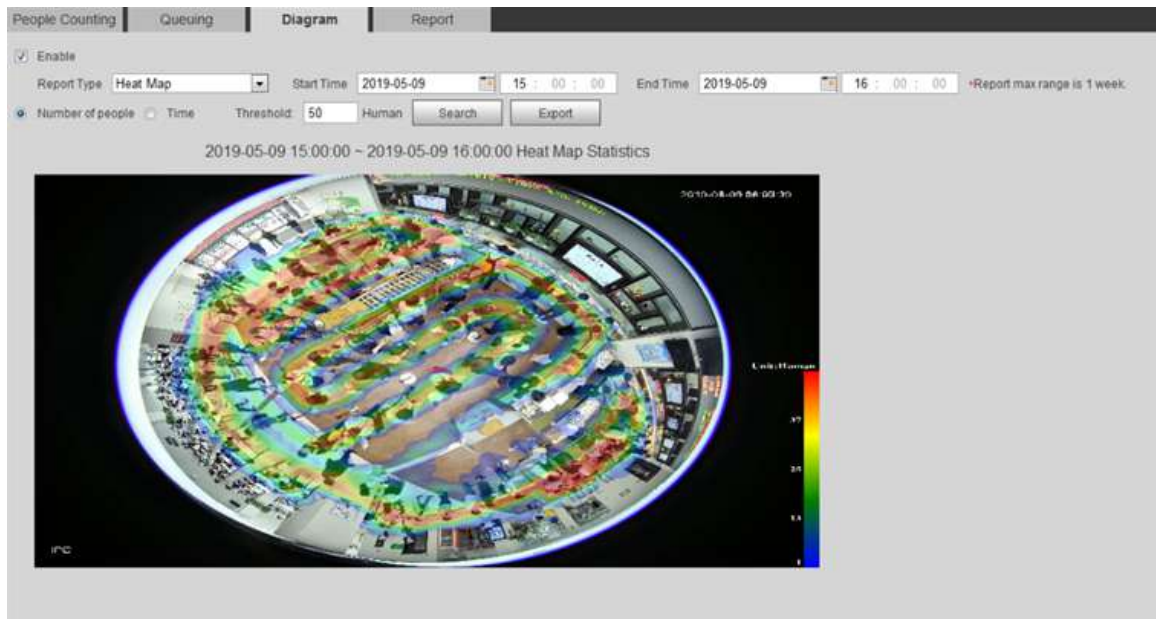 People Counting Queuing Diagram Report
Enable
Report Type Heat Map Start Time 2019-05-09 15 : 00 : 00 End Time 2019-05-09 16 : 00 : 00 *Report max range is 1 week.
Number of people Time Threshold: 50 Human Search Export
2019-05-09 15:00:00 ~ 2019-05-09 16:00:00 Heat Map Statistics
Unit:Human
IPC